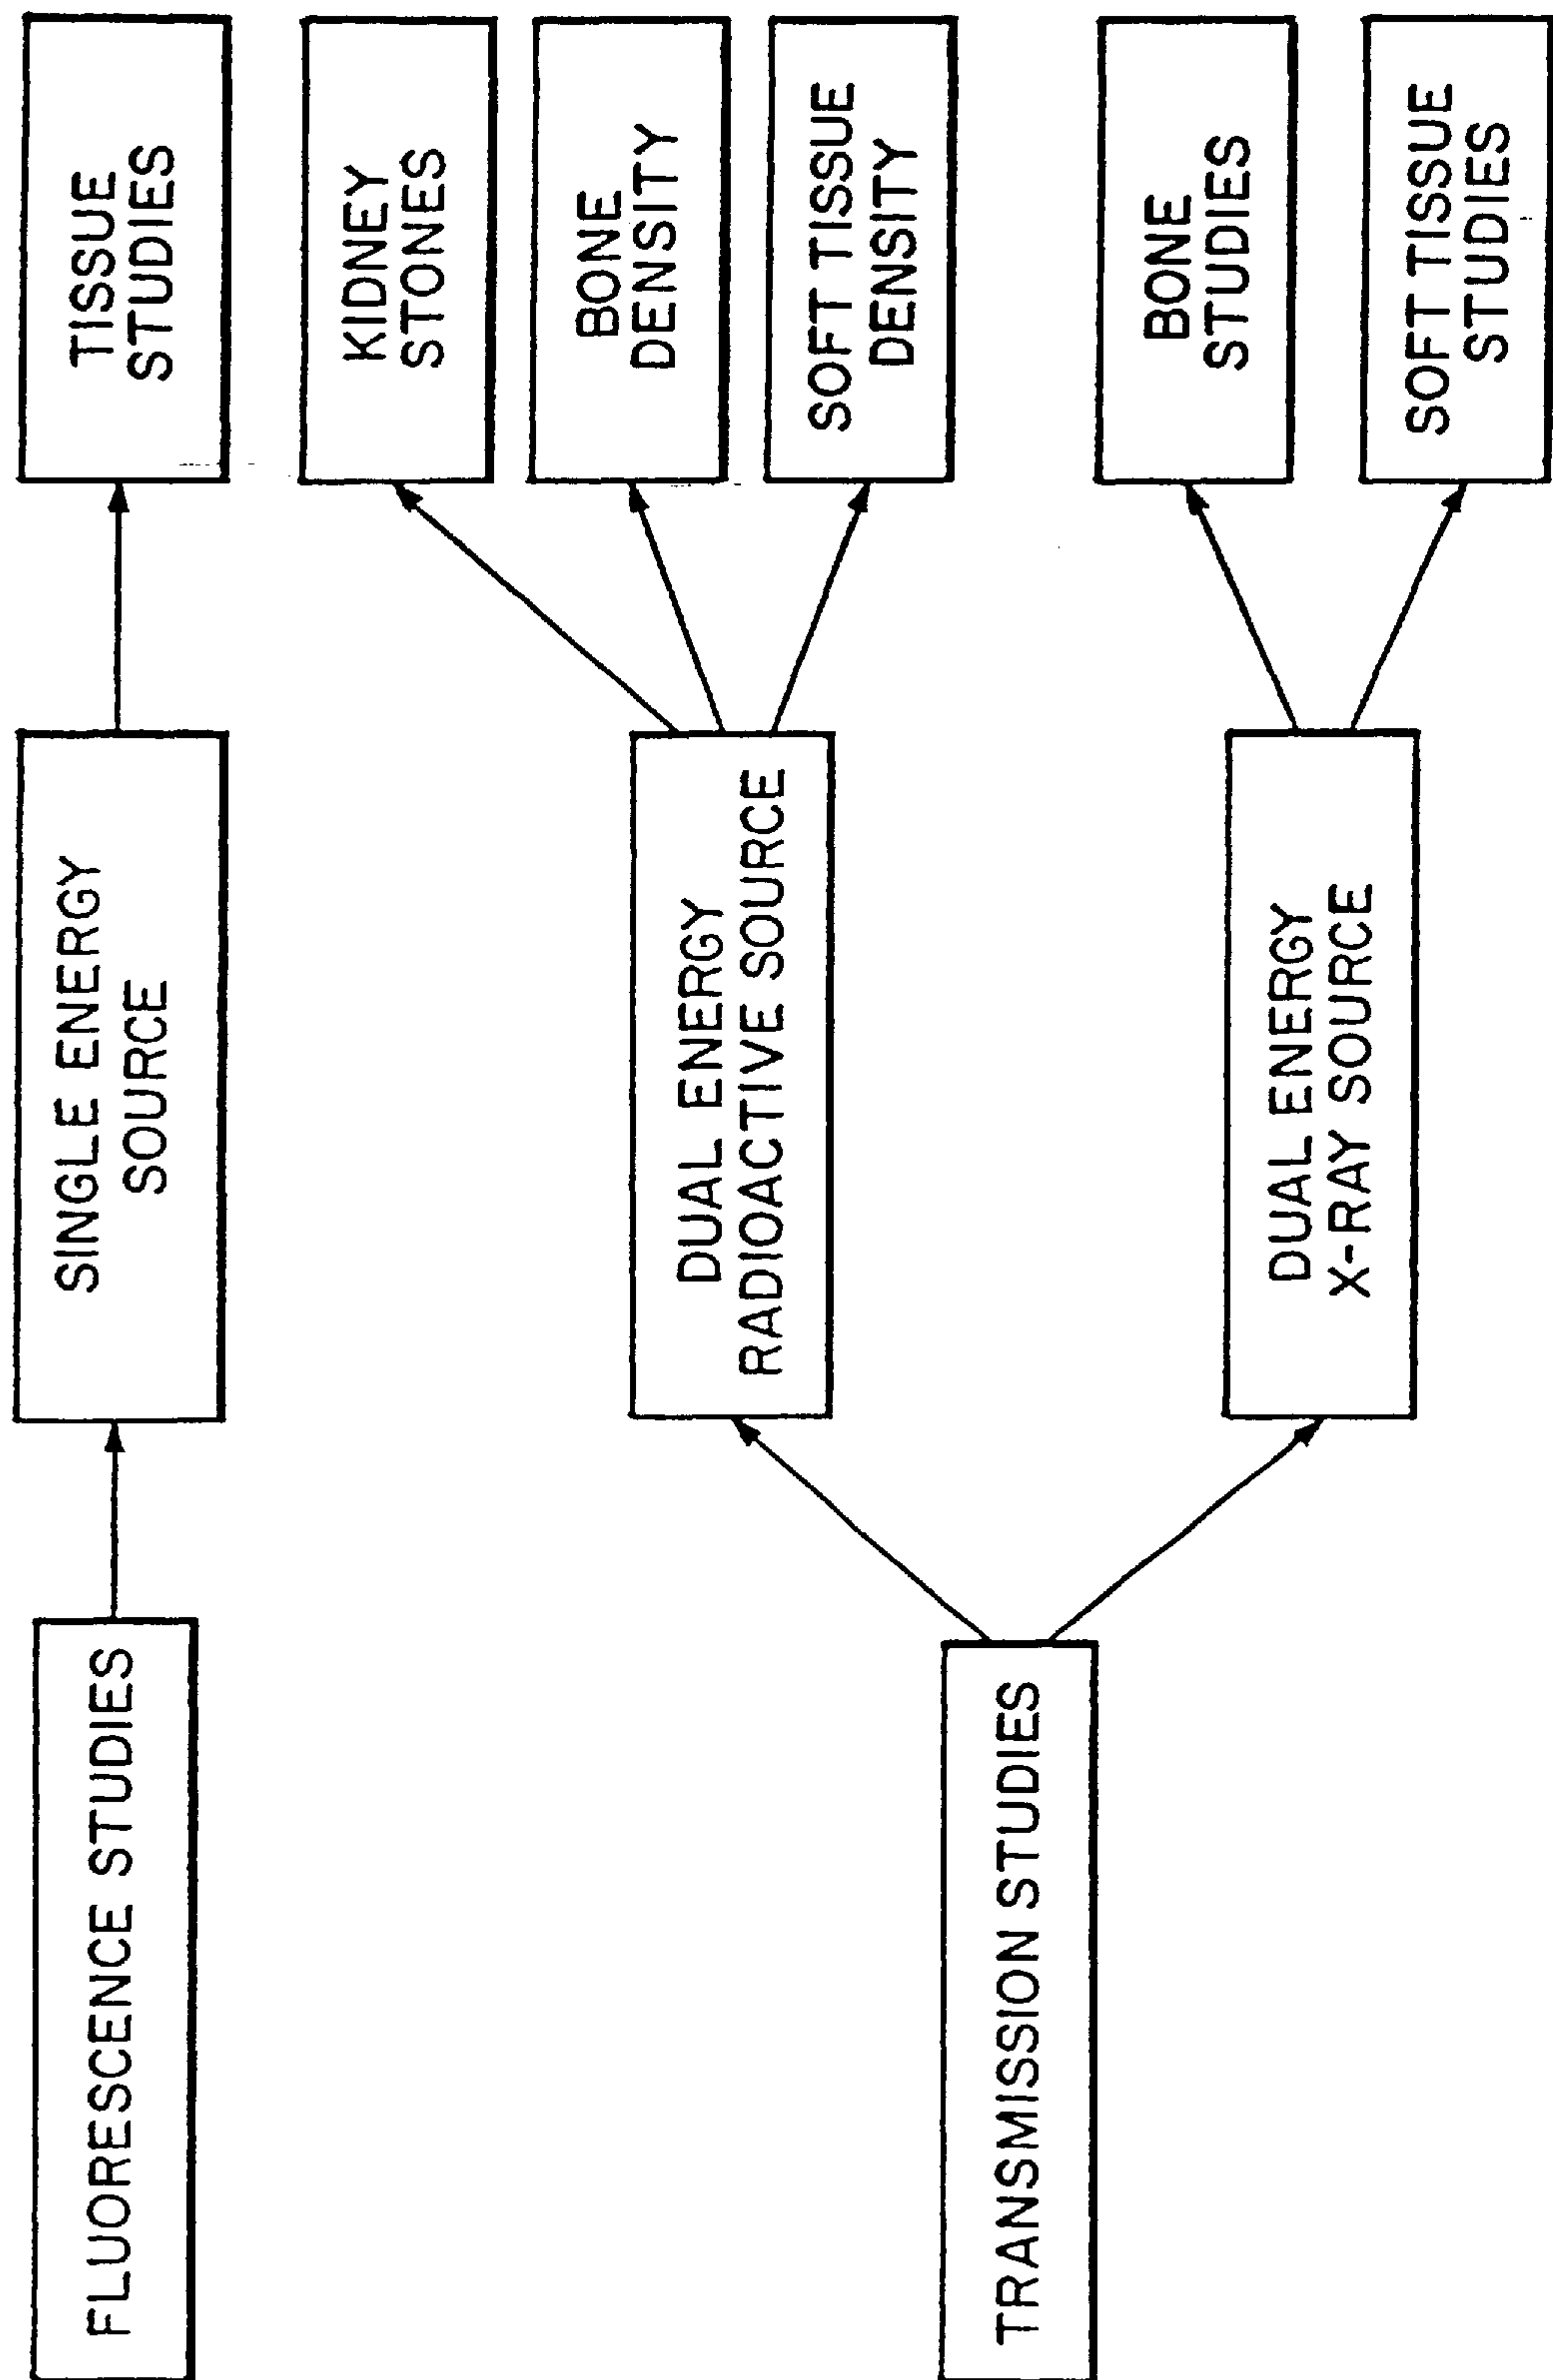 FLUORESCENCE STUDIES
SINGLE ENERGY
SOURCE
TISSUE
STUDIES
TRANSMISSION STUDIES
DUAL ENERGY
RADIOACTIVE SOURCE
KIDNEY
STONES
BONE
DENSITY
SOFT TISSUE
DENSITY
DUAL ENERGY
X-RAY SOURCE
BONE
STUDIES
SOFT TISSUE
STUDIES